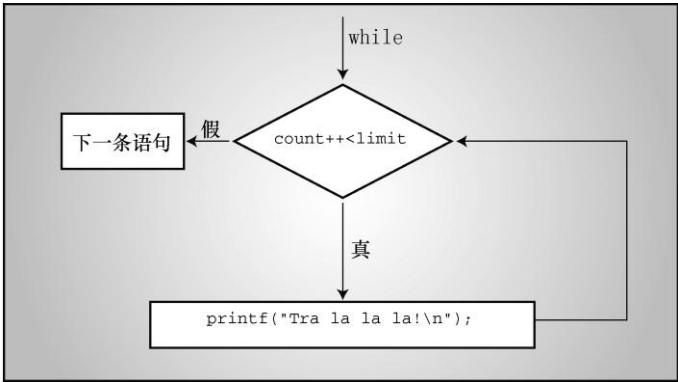 while
count++<limit
假
下一条语句
真
printf("Tra la la la!\n");